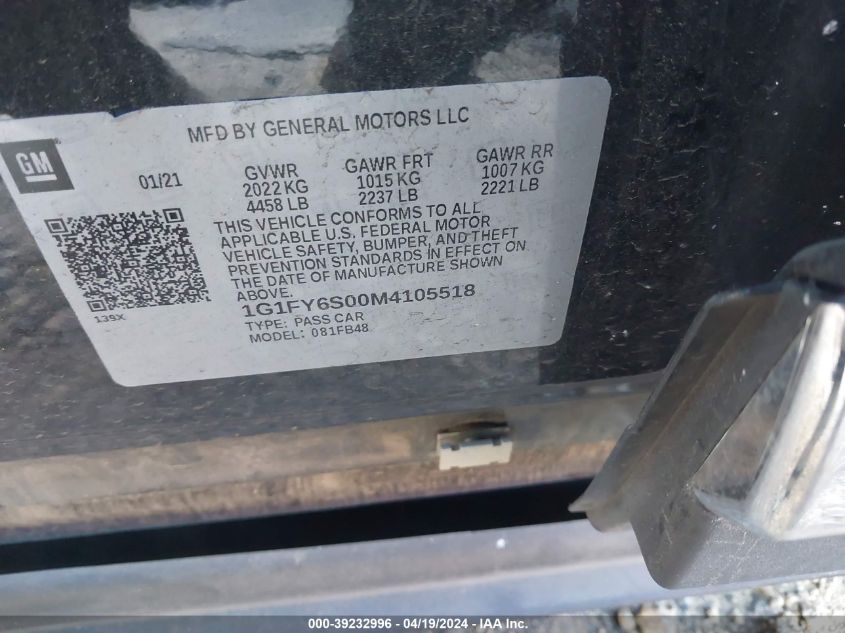 MFD BY GENERAL MOTORS LLC
GM
01/21
GVWR
2022 KG
4458 LB
GAWR FRT
1015 KG
2237 LB
GAWR RR
1007 KG
2221 LB
THIS VEHICLE CONFORMS TO ALL
APPLICABLE U.S. FEDERAL MOTOR
VEHICLE SAFETY, BUMPER, AND THEFT
PREVENTION STANDARDS IN EFFECT ON
THE DATE OF MANUFACTURE SHOWN
ABOVE.
1G1FY6S00M4105518
TYPE: PASS CAR
MODEL: 081FB48
139X
000-39232996 - 04/19/2024 - IAA Inc.